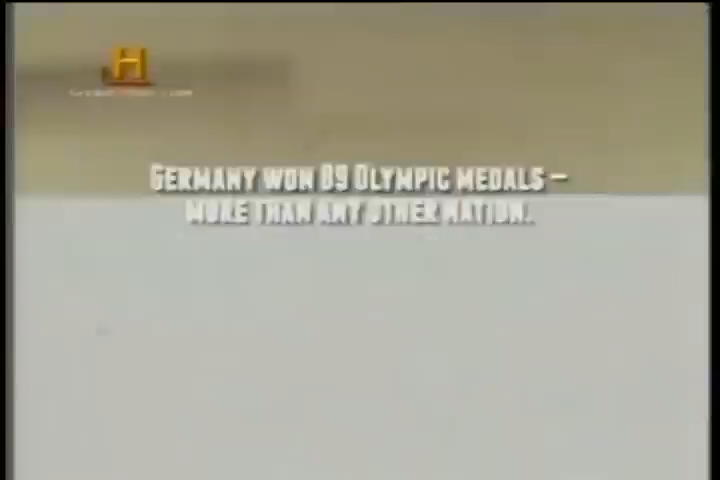 H
GERMANY WON 89 OLYMPIC MEDALS –
MORE THAN ANY OTHER NATION.